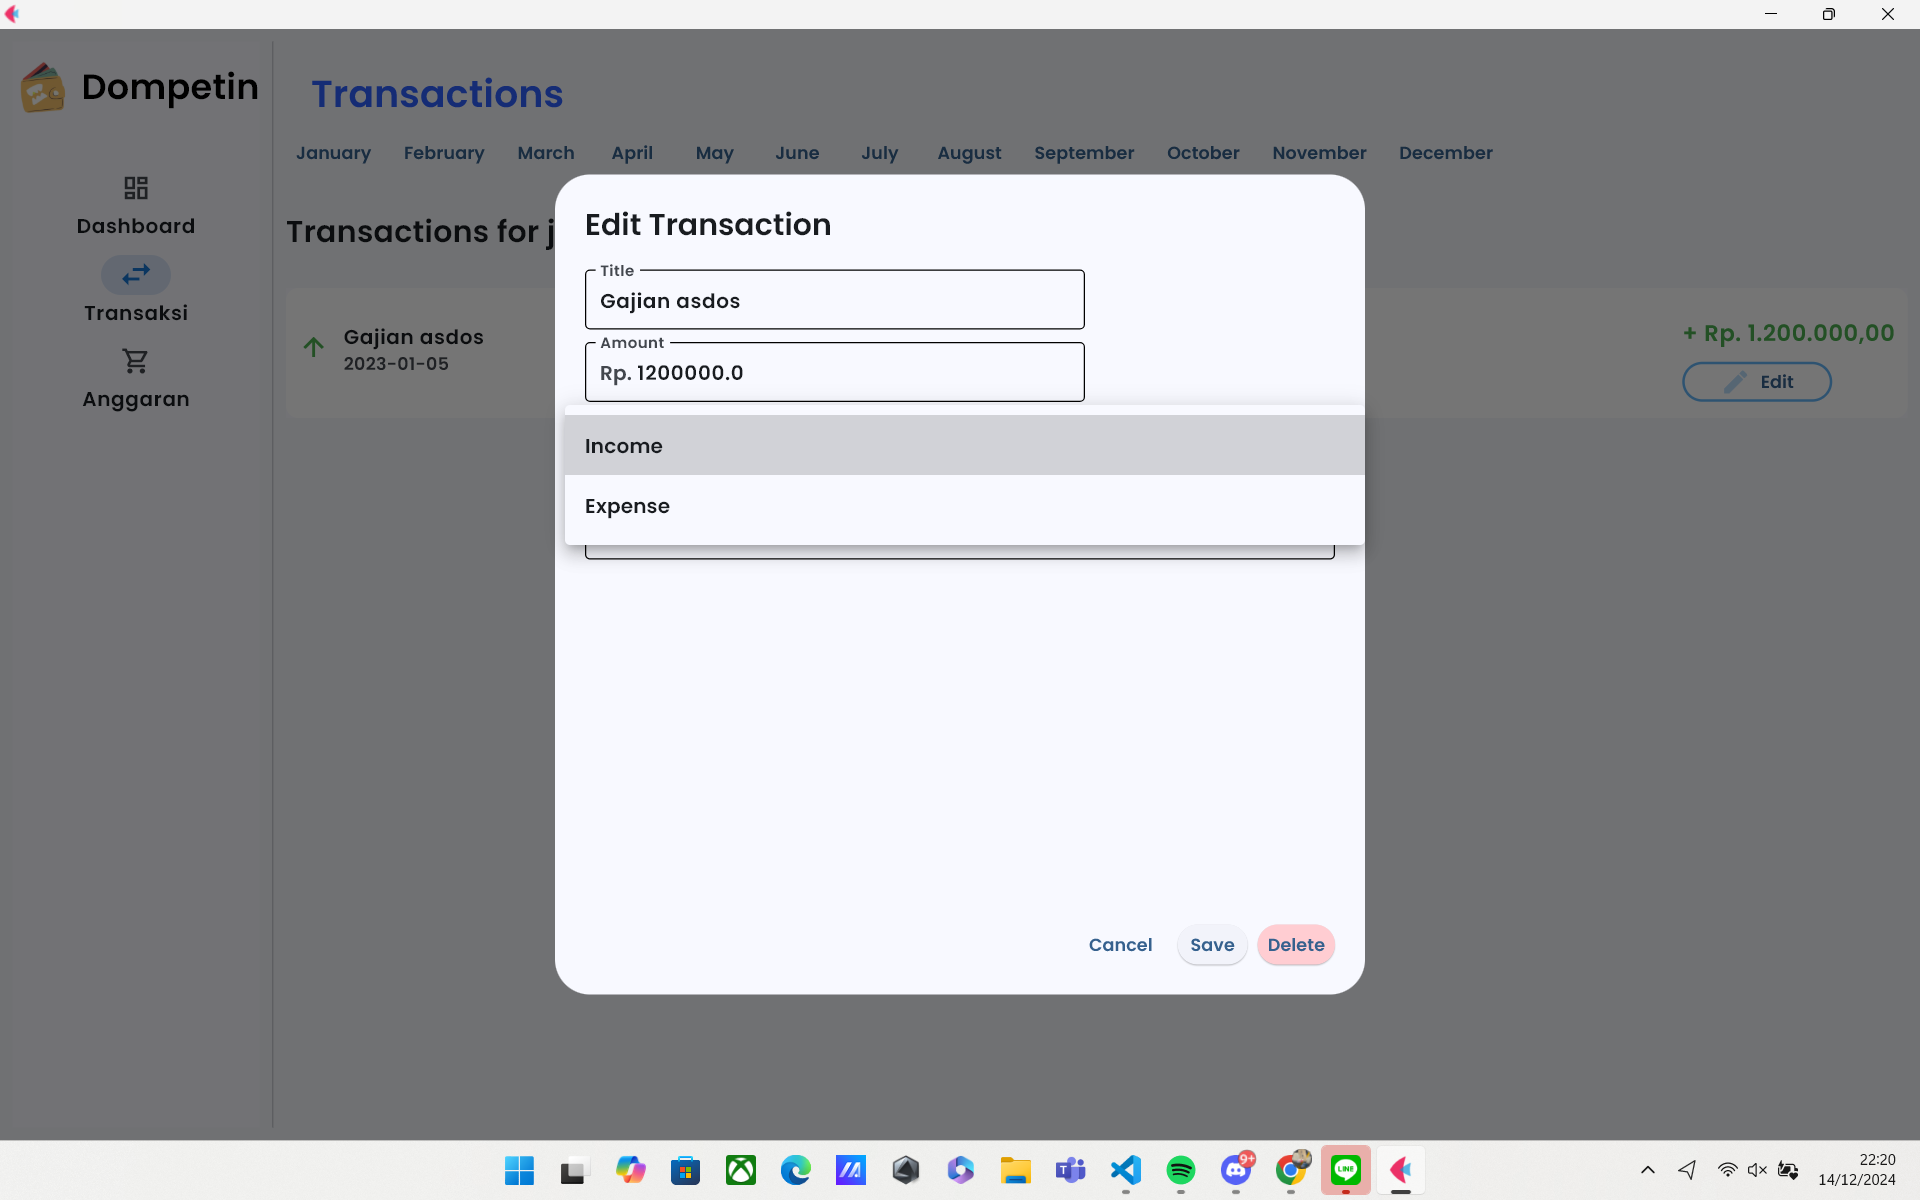 Dompetin
Transactions
January February March April May June July August September October November December
Dashboard
Transaksi
Anggaran
Transactions for j
Gajian asdos
2023-01-05
+ Rp. 1.200.000,00
Edit
Edit Transaction
Title
Gajian asdos
Amount
Rp. 1200000.0
Income
Expense
Cancel Save Delete
9+
LINE
22:20
14/12/2024